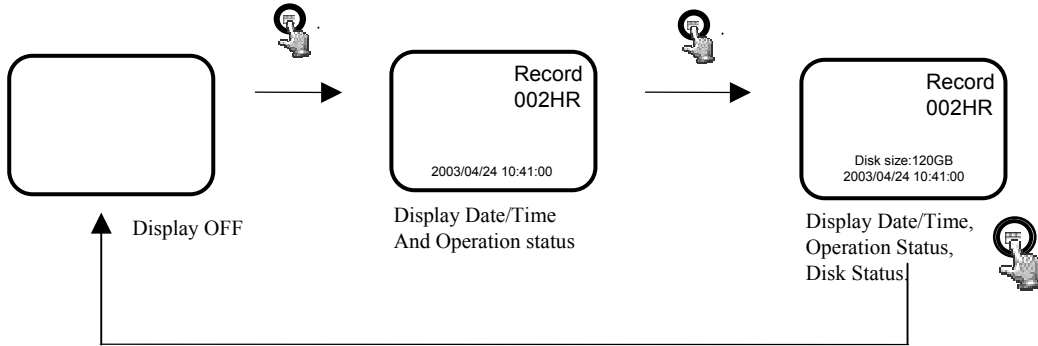 Display OFF
Record
002HR
2003/04/24 10:41:00
Display Date/Time
And Operation status
Record
002HR
Disk size:120GB
2003/04/24 10:41:00
Display Date/Time,
Operation Status,
Disk Status.